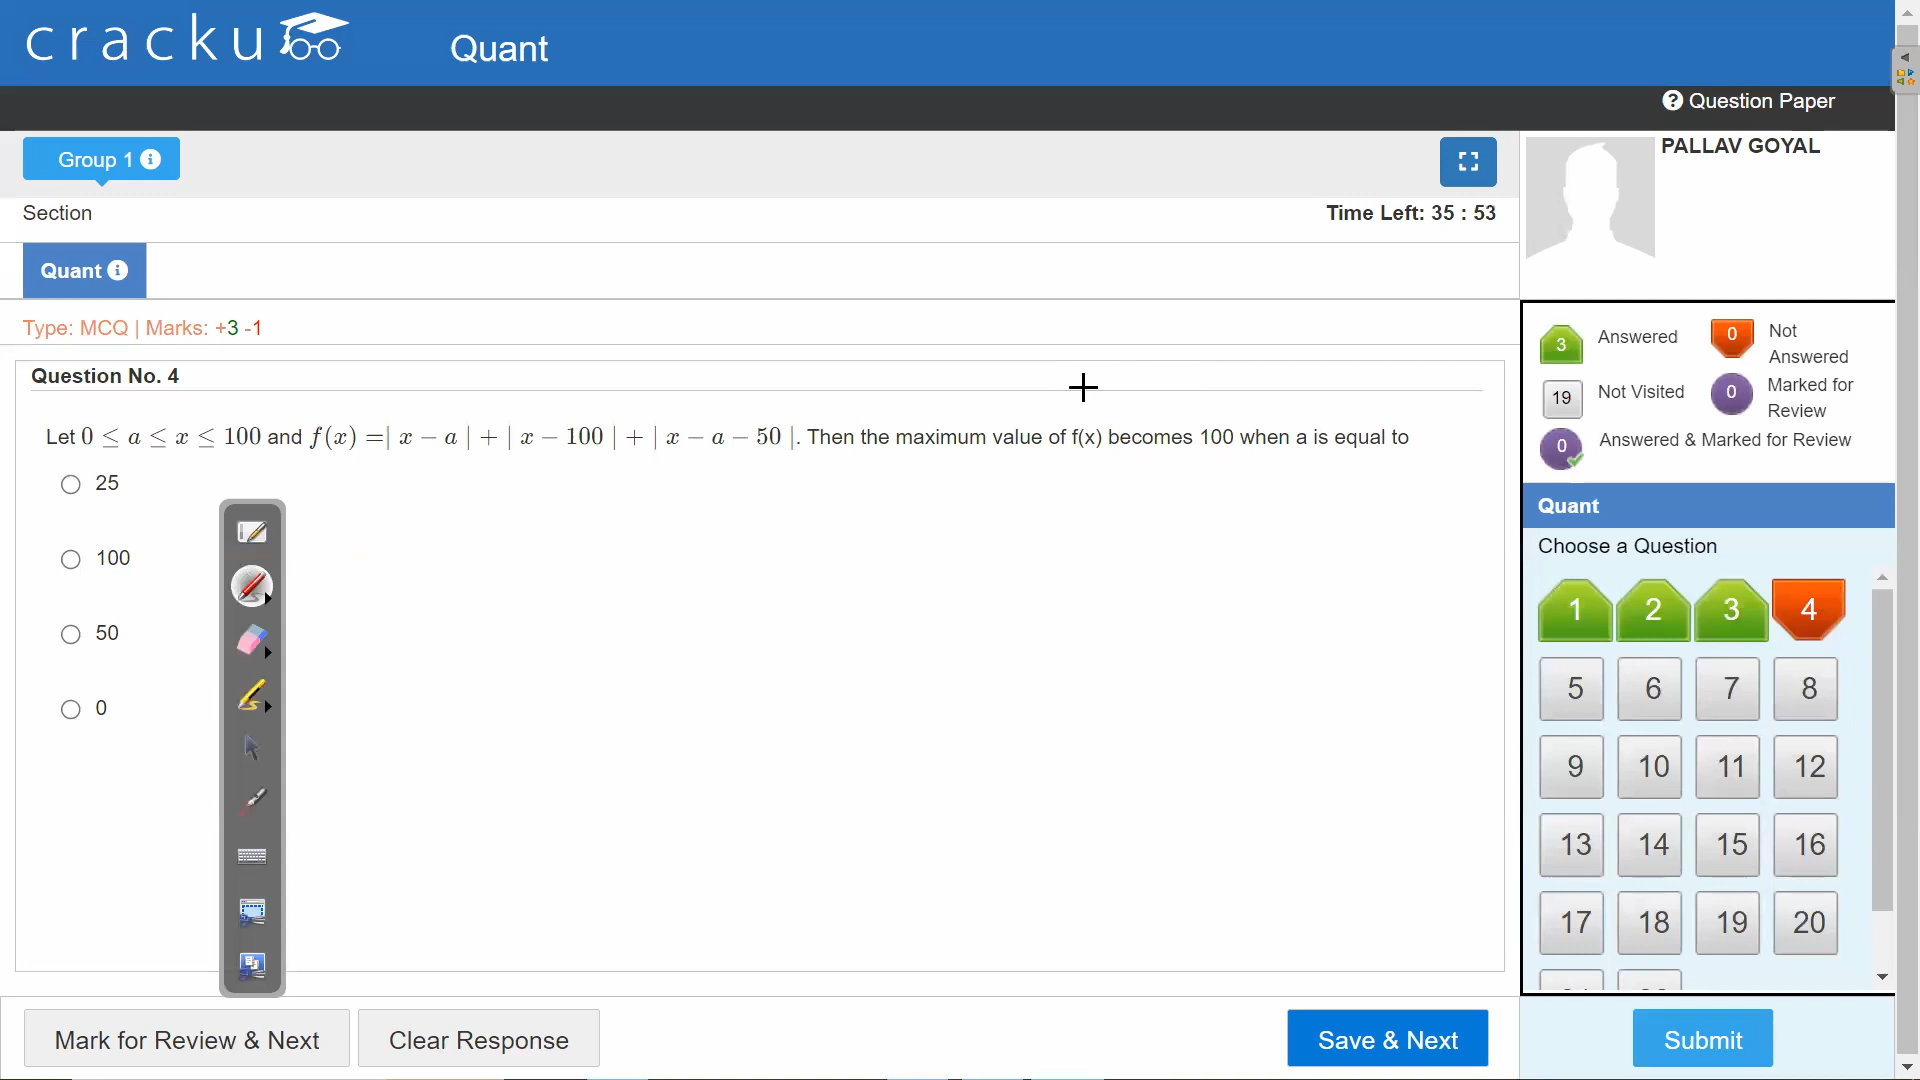 cracku
Quant
? Question Paper
Group 1 i
PALLAV GOYAL
Section
Time Left: 35 : 53
Quant i
Type: MCQ | Marks: +3 -1
3 Answered
0 Not Answered
19 Not Visited
0 Marked for Review
0 Answered & Marked for Review
Question No. 4
Let 0 ≤ a ≤ x ≤ 100 and f(x) =| x − a | + | x − 100 | + | x − a − 50 |. Then the maximum value of f(x) becomes 100 when a is equal to
25
100
50
0
Quant
Choose a Question
1 2 3 4
5 6 7 8
9 10 11 12
13 14 15 16
17 18 19 20
Mark for Review & Next
Clear Response
Save & Next
Submit